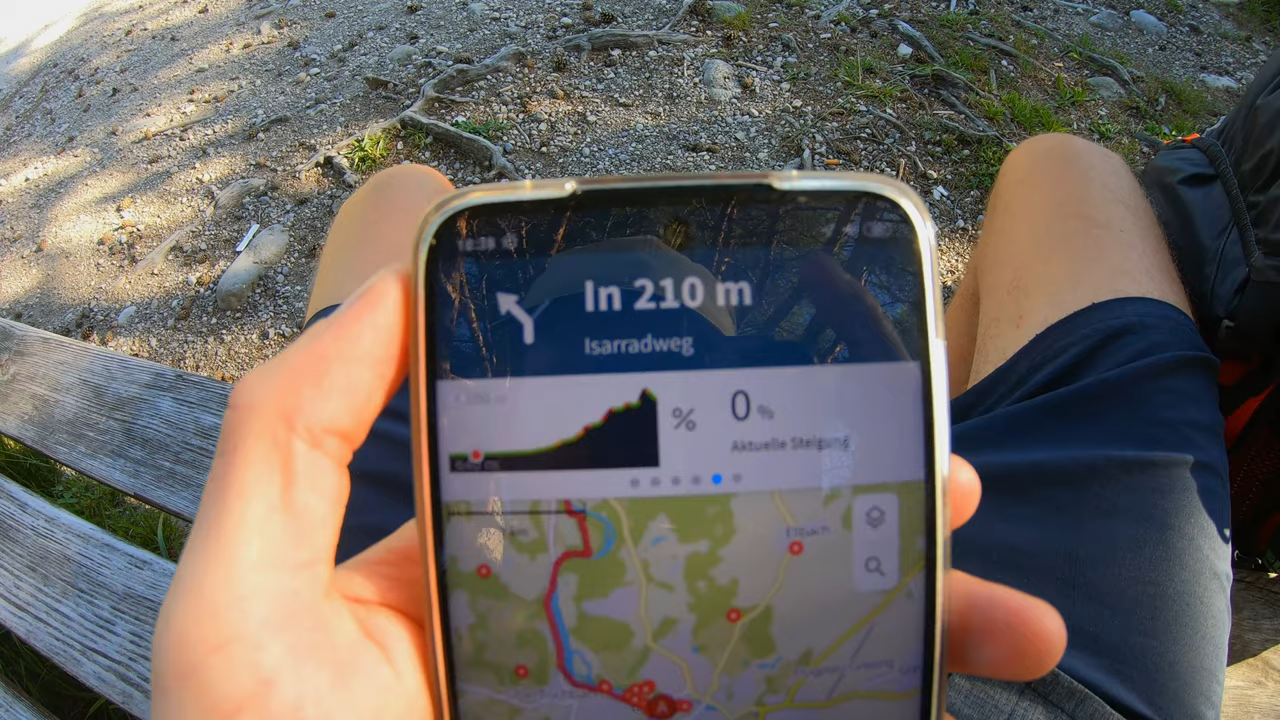 In 210 m
Isarradweg
% 0 %
Aktuelle Steigung
A